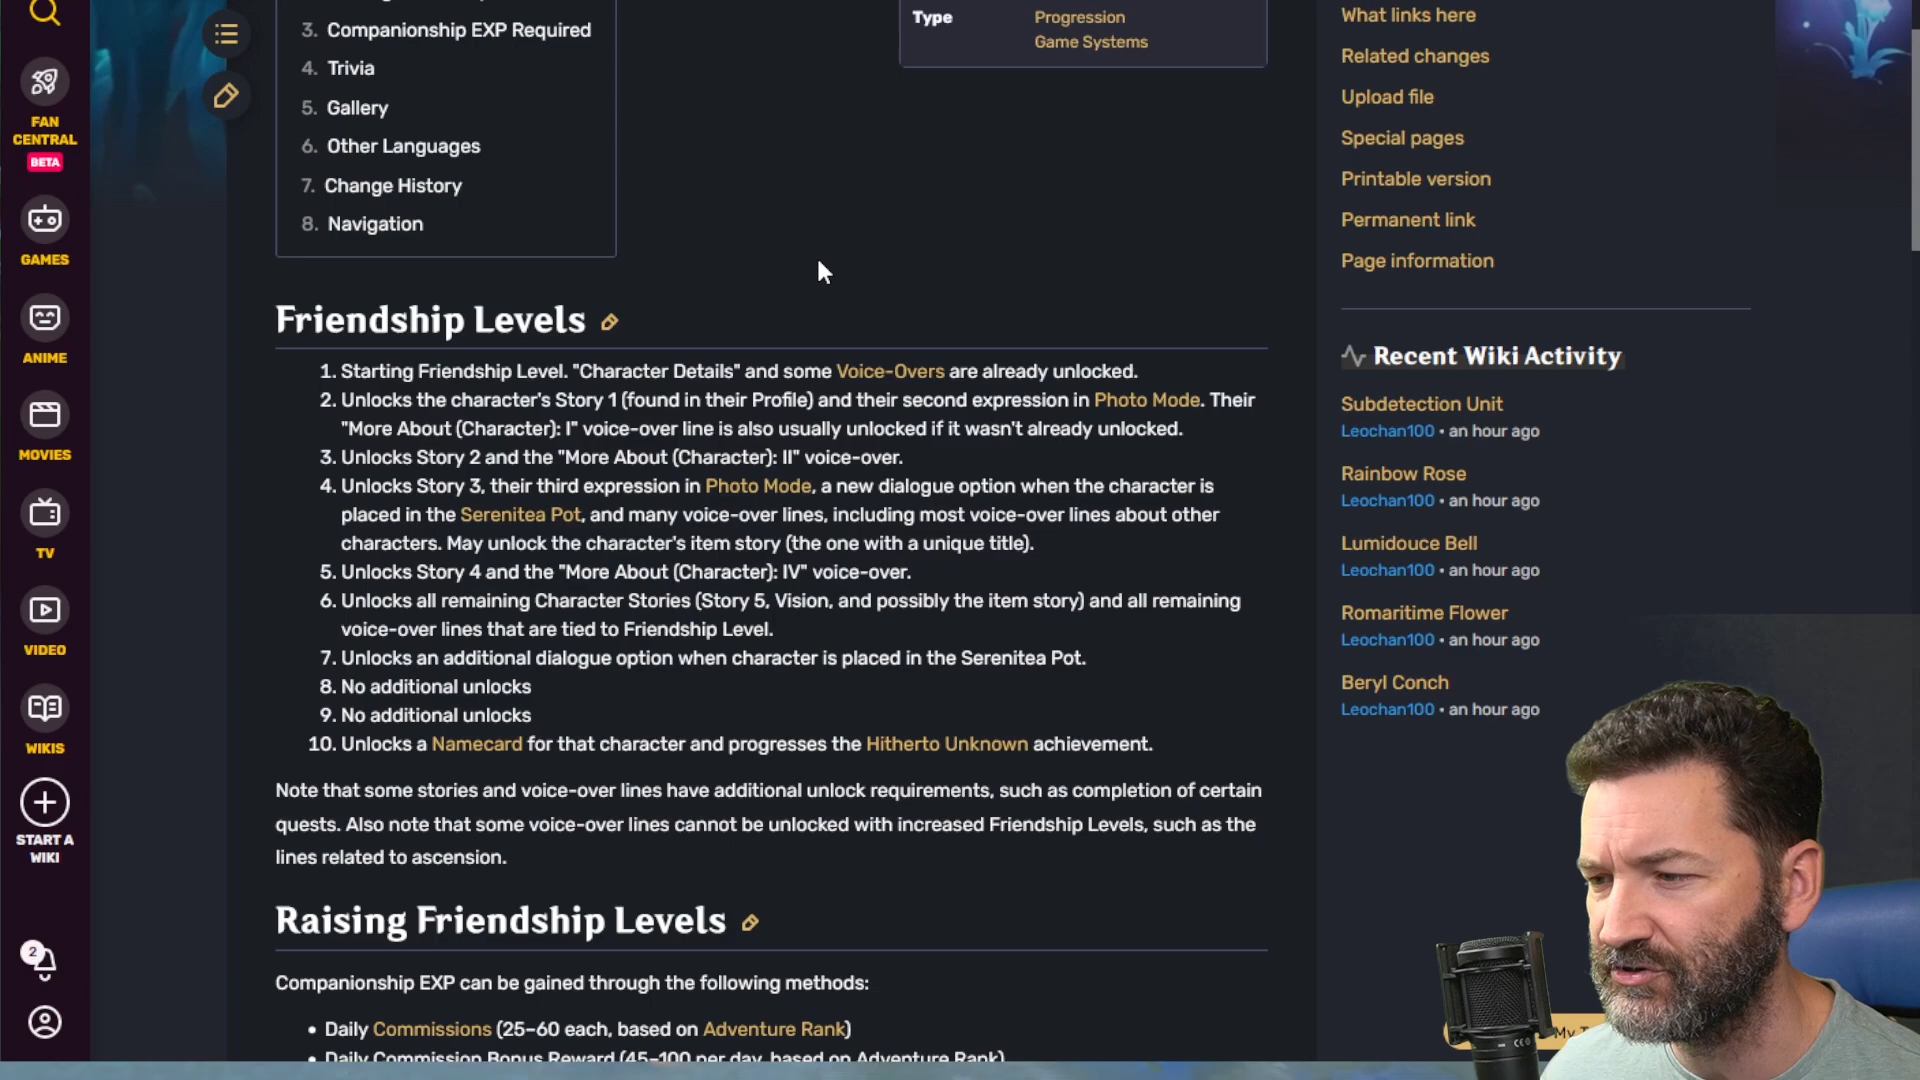 FAN
CENTRAL
BETA
GAMES
ANIME
MOVIES
TV
VIDEO
WIKIS
START A
WIKI
2
3. Companionship EXP Required
4. Trivia
5. Gallery
6. Other Languages
7. Change History
8. Navigation
Type
Progression
Game Systems
Friendship Levels
1. Starting Friendship Level. "Character Details" and some Voice-Overs are already unlocked.
2. Unlocks the character's Story 1 (found in their Profile) and their second expression in Photo Mode. Their
"More About (Character): I" voice-over line is also usually unlocked if it wasn't already unlocked.
3. Unlocks Story 2 and the "More About (Character): II" voice-over.
4. Unlocks Story 3, their third expression in Photo Mode, a new dialogue option when the character is
placed in the Serenitea Pot, and many voice-over lines, including most voice-over lines about other
characters. May unlock the character's item story (the one with a unique title).
5. Unlocks Story 4 and the "More About (Character): IV" voice-over.
6. Unlocks all remaining Character Stories (Story 5, Vision, and possibly the item story) and all remaining
voice-over lines that are tied to Friendship Level.
7. Unlocks an additional dialogue option when character is placed in the Serenitea Pot.
8. No additional unlocks
9. No additional unlocks
10. Unlocks a Namecard for that character and progresses the Hitherto Unknown achievement.
Note that some stories and voice-over lines have additional unlock requirements, such as completion of certain
quests. Also note that some voice-over lines cannot be unlocked with increased Friendship Levels, such as the
lines related to ascension.
Raising Friendship Levels
Companionship EXP can be gained through the following methods:
• Daily Commissions (25–60 each, based on Adventure Rank)
• Daily Commission Bonus Reward (45–100 per day, based on Adventure Rank)
What links here
Related changes
Upload file
Special pages
Printable version
Permanent link
Page information
Recent Wiki Activity
Subdetection Unit
Leochan100 • an hour ago
Rainbow Rose
Leochan100 • an hour ago
Lumidouce Bell
Leochan100 • an hour ago
Romaritime Flower
Leochan100 • an hour ago
Beryl Conch
Leochan100 • an hour ago
My